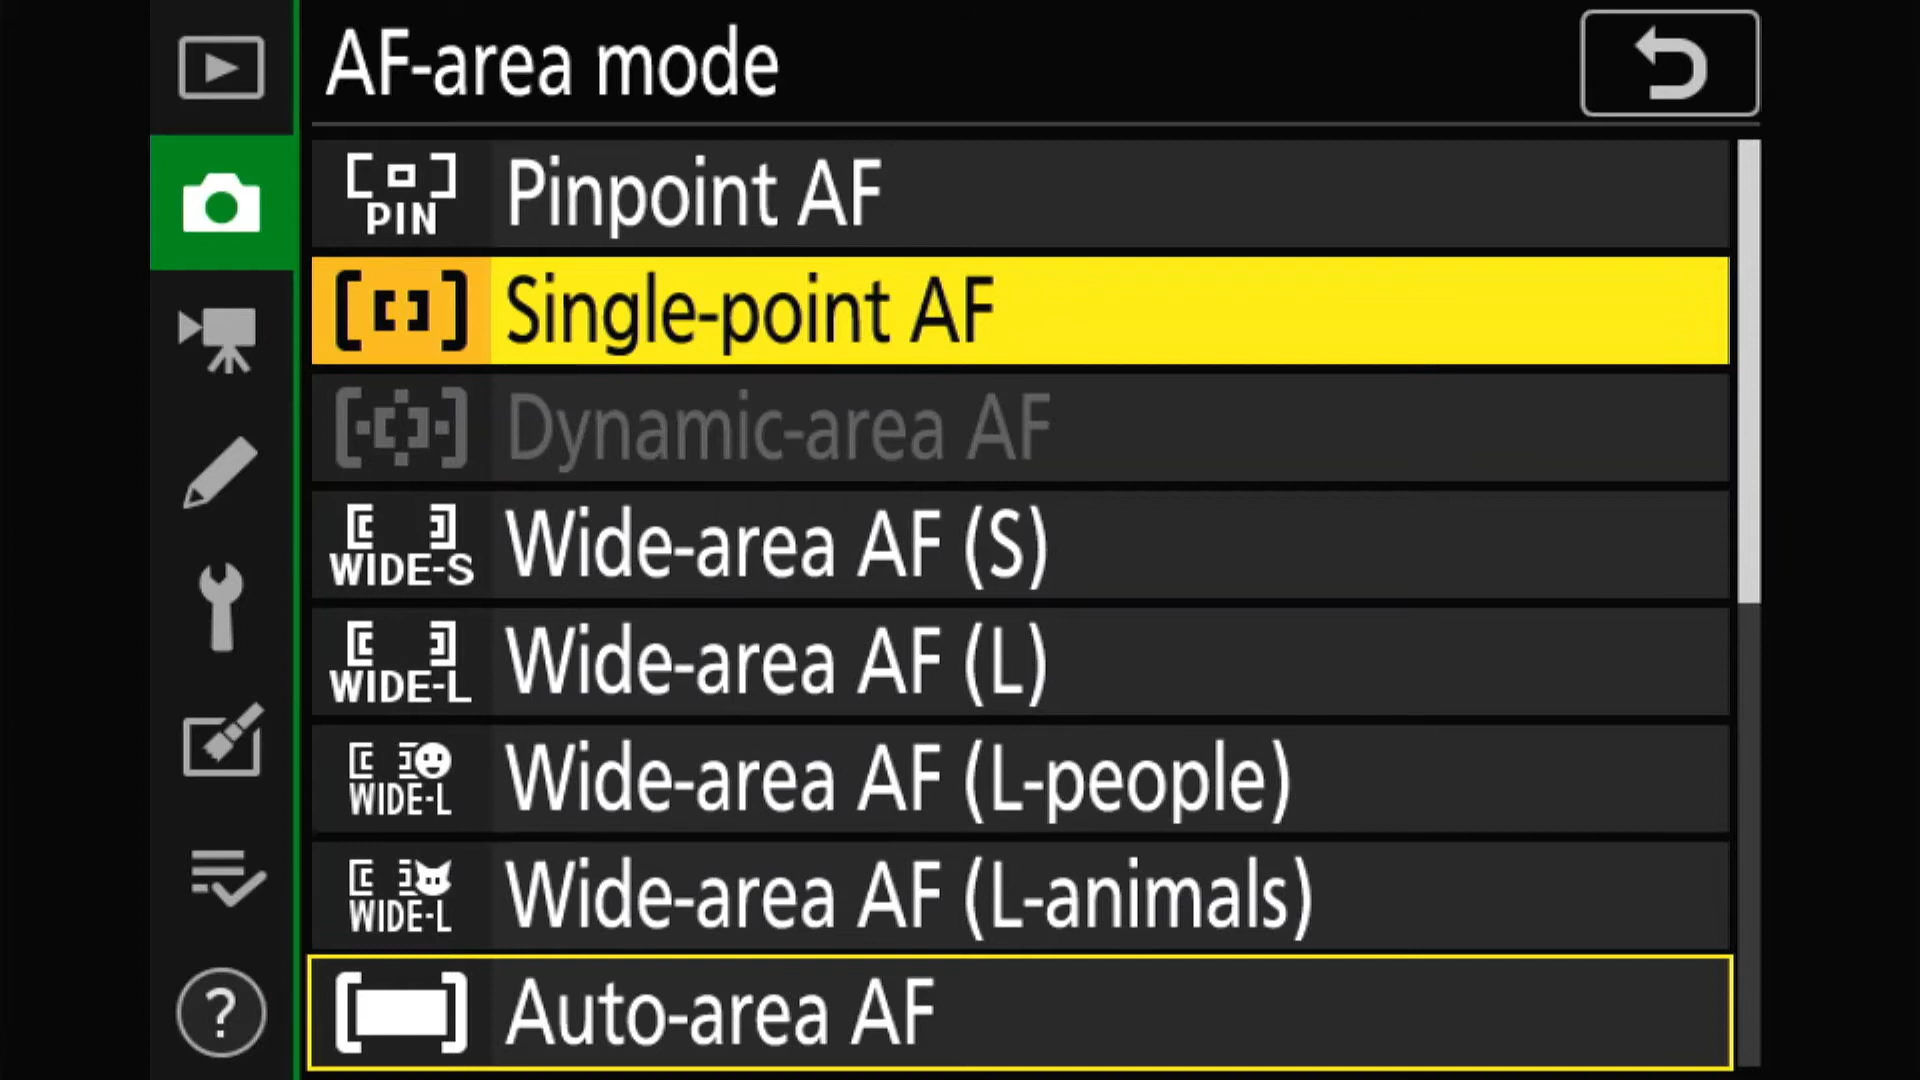 AF-area mode
PIN
Pinpoint AF
Single-point AF
Dynamic-area AF
WIDE-S
Wide-area AF (S)
WIDE-L
Wide-area AF (L)
WIDE-L
Wide-area AF (L-people)
WIDE-L
Wide-area AF (L-animals)
?
Auto-area AF